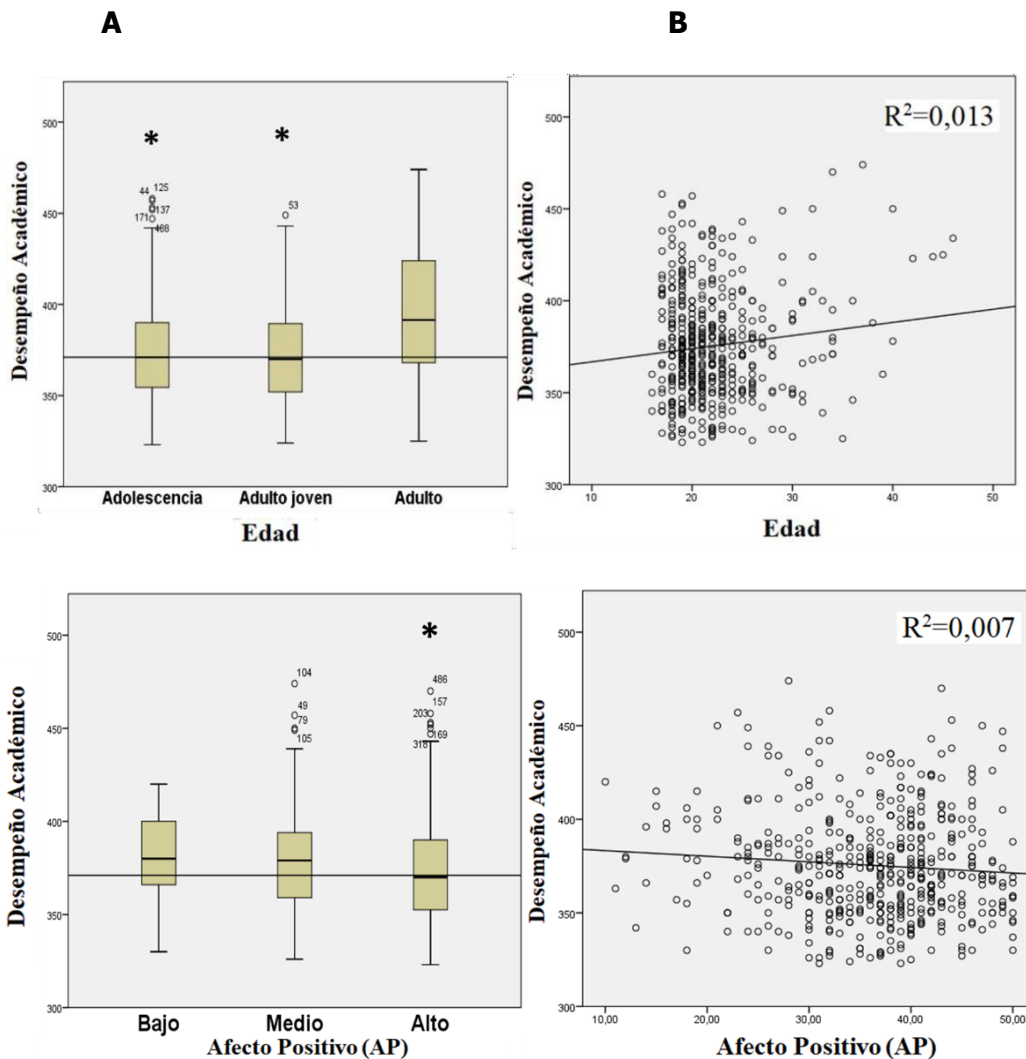 A
B
Desempeño Académico
500
450
400
350
300
*
*
44 125
171 137
488
53
Adolescencia Adulto joven Adulto
Edad
Desempeño Académico
500
450
400
350
300
R²=0,013
10 20 30 40 50
Edad
Desempeño Académico
500
450
400
350
300
*
104
49
79
105
486
157
203
318 169
Bajo Medio Alto
Afecto Positivo (AP)
Desempeño Académico
500
450
400
350
300
R²=0,007
10,00 20,00 30,00 40,00 50,00
Afecto Positivo (AP)